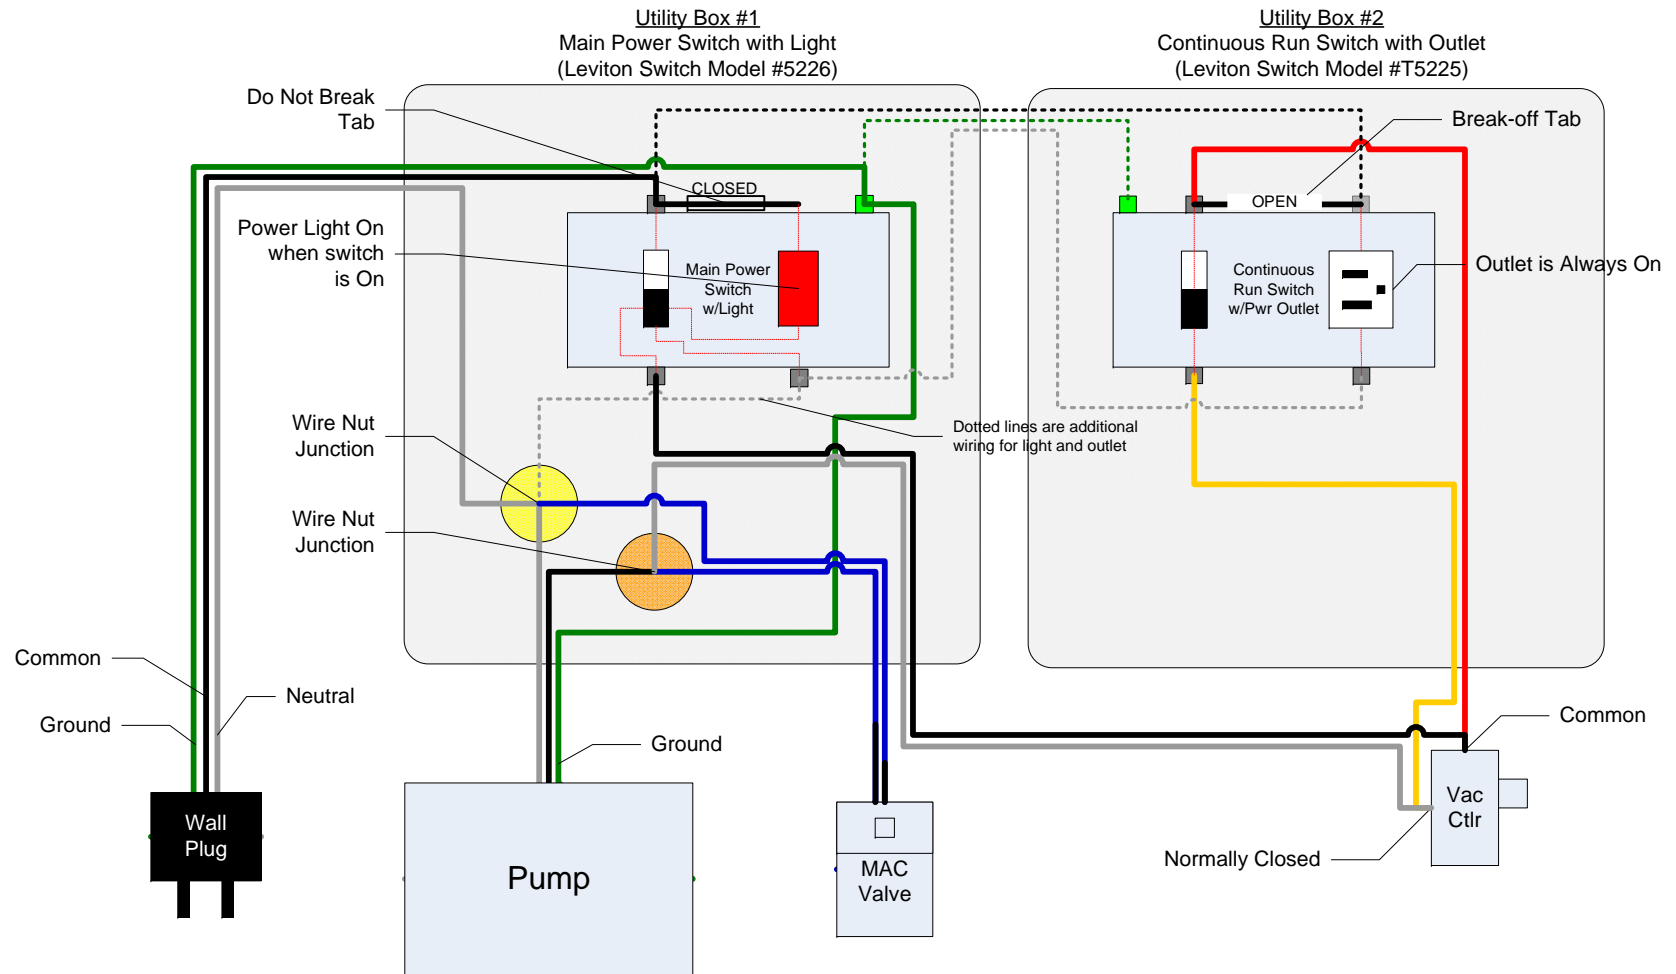 Utility Box #1
Main Power Switch with Light
(Leviton Switch Model #5226)
Utility Box #2
Continuous Run Switch with Outlet
(Leviton Switch Model #T5225)
Do Not Break
Tab
Break-off Tab
CLOSED
OPEN
Power Light On
when switch
is On
Main Power
Switch
w/Light
Continuous
Run Switch
w/Pwr Outlet
Outlet is Always On
Wire Nut
Junction
Dotted lines are additional
wiring for light and outlet
Wire Nut
Junction
Common
Neutral
Ground
Ground
Common
Wall
Plug
Pump
MAC
Valve
Vac
Ctlr
Normally Closed